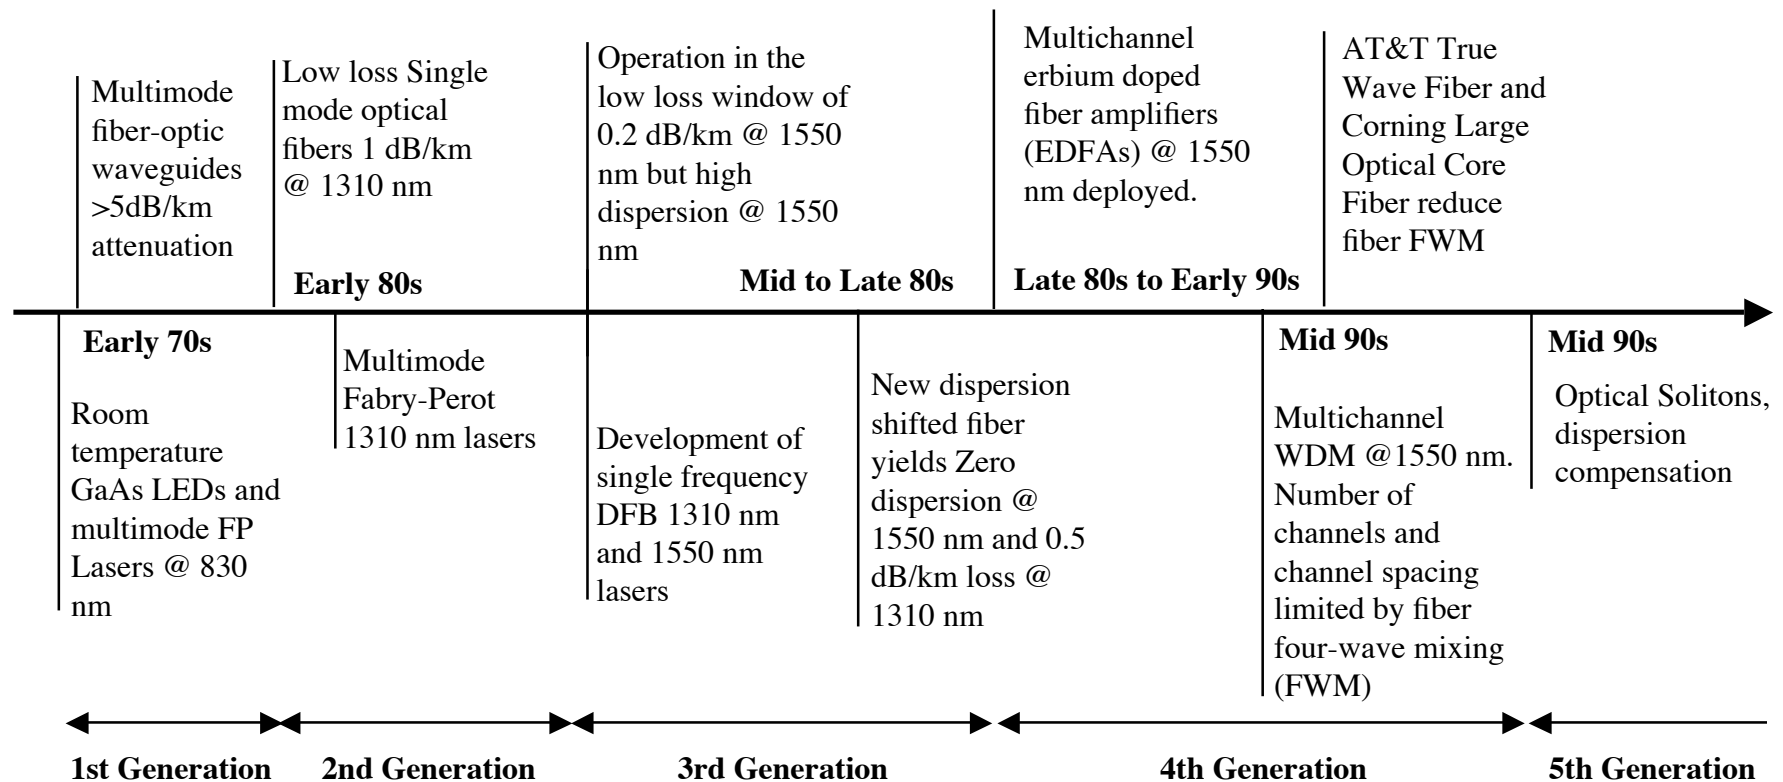 Multimode
fiber-optic
waveguides
>5dB/km
attenuation
Low loss Single
mode optical
fibers 1 dB/km
@ 1310 nm
Early 80s
Operation in the
low loss window of
0.2 dB/km @ 1550
nm but high
dispersion @ 1550
nm
Mid to Late 80s
Multichannel
erbium doped
fiber amplifiers
(EDFAs) @ 1550
nm deployed.
Late 80s to Early 90s
AT&T True
Wave Fiber and
Corning Large
Optical Core
Fiber reduce
fiber FWM
Early 70s
Room
temperature
GaAs LEDs and
multimode FP
Lasers @ 830
nm
Multimode
Fabry-Perot
1310 nm lasers
Development of
single frequency
DFB 1310 nm
and 1550 nm
lasers
New dispersion
shifted fiber
yields Zero
dispersion @
1550 nm and 0.5
dB/km loss @
1310 nm
Mid 90s
Multichannel
WDM @1550 nm.
Number of
channels and
channel spacing
limited by fiber
four-wave mixing
(FWM)
Mid 90s
Optical Solitons,
dispersion
compensation
1st Generation
2nd Generation
3rd Generation
4th Generation
5th Generation